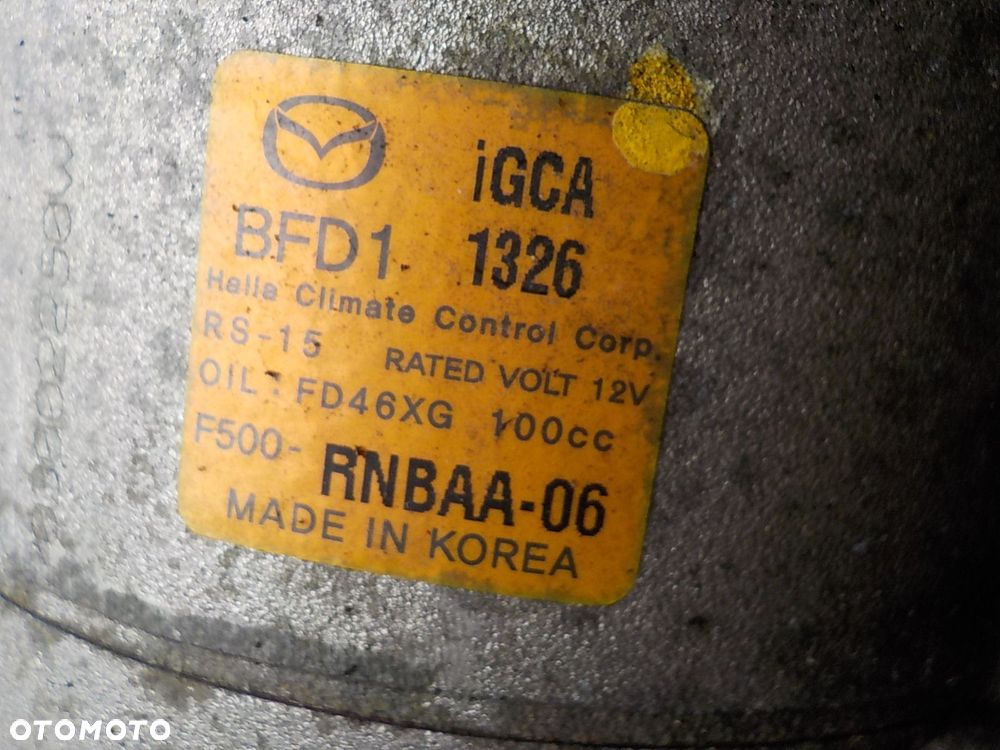 iGCA
BFD1 1326
Halla Climate Control Corp.
RS-15 RATED VOLT 12V
OIL : FD46XG 100cc
F500- RNBAA-06
MADE IN KOREA
OTOMOTO